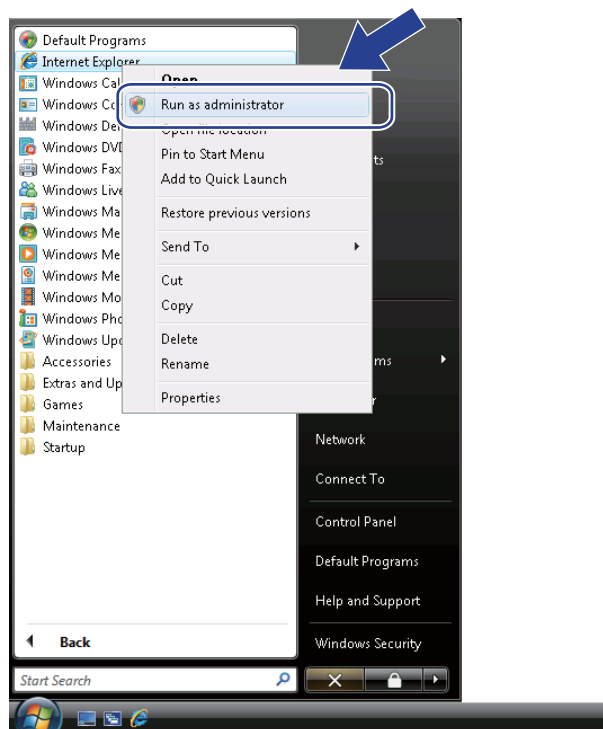 Default Programs
Internet Explorer
Windows Cal
Windows Co
Windows Def
Windows DVD
Windows Fax
Windows Live
Windows Ma
Windows Me
Windows Me
Windows Me
Windows Mo
Windows Pho
Windows Upd
Accessories
Extras and Up
Games
Maintenance
Startup
Back
Start Search
Open
Run as administrator
Open file location
Pin to Start Menu
Add to Quick Launch
Restore previous versions
Send To
Cut
Copy
Delete
Rename
Properties
ts
ms
r
Network
Connect To
Control Panel
Default Programs
Help and Support
Windows Security